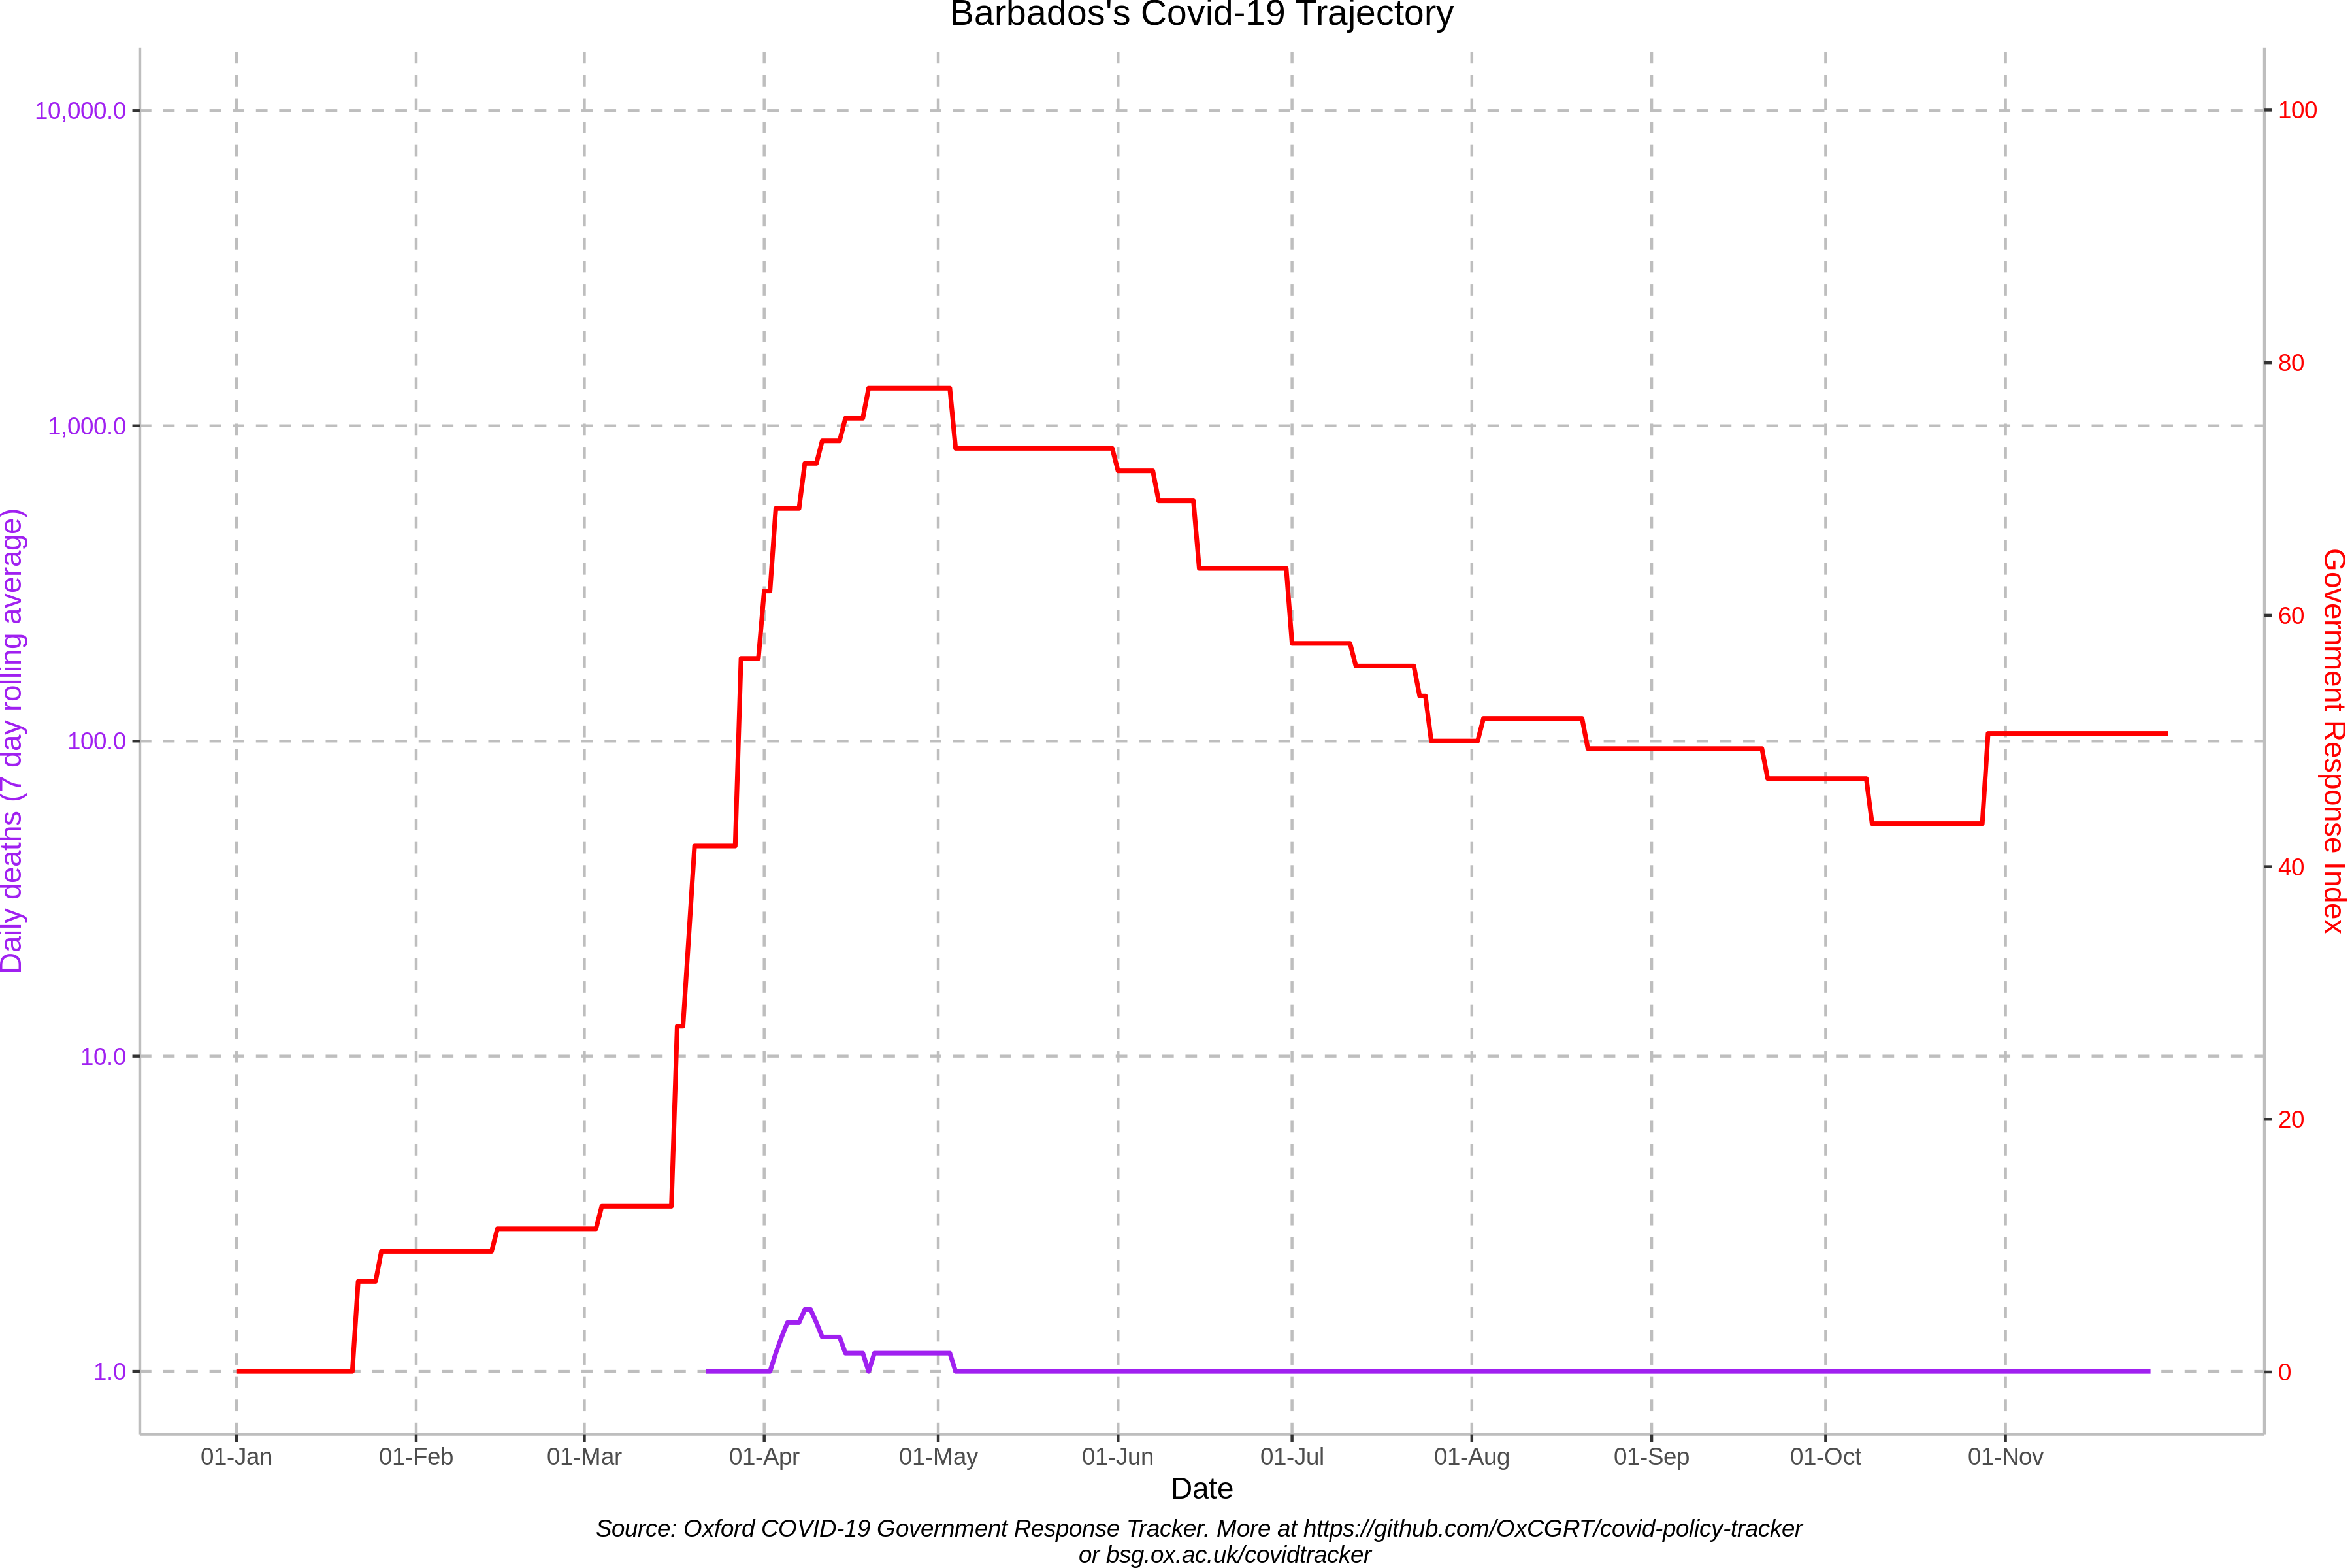 Barbados's Covid-19 Trajectory
10,000.0
1,000.0
100.0
10.0
1.0
Daily deaths (7 day rolling average)
100
80
60
40
20
0
Government Response Index
01-Jan
01-Feb
01-Mar
01-Apr
01-May
01-Jun
01-Jul
01-Aug
01-Sep
01-Oct
01-Nov
Date
Source: Oxford COVID-19 Government Response Tracker. More at https://github.com/OxCGRT/covid-policy-tracker
or bsg.ox.ac.uk/covidtracker